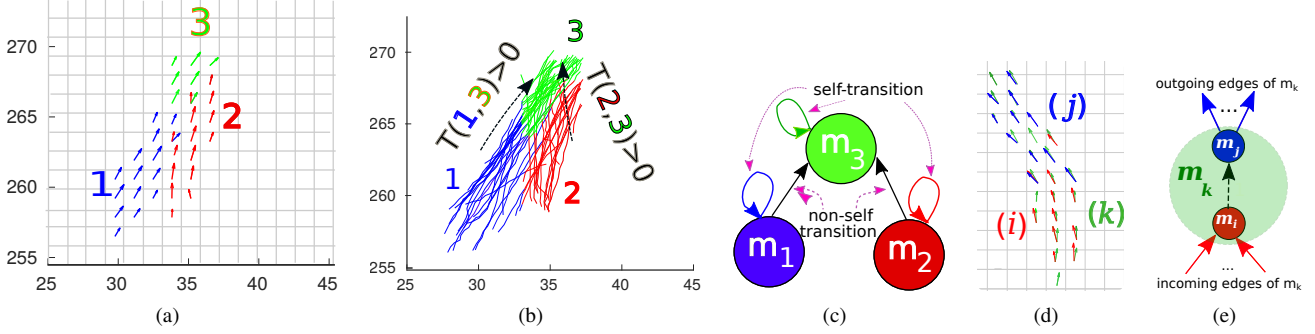 270
265
260
255
25 30 35 40 45
1
2
3
(a)
270
265
260
255
25 30 35 40 45
T(1,3)>0
T(2,3)>0
1
2
3
(b)
self-transition
m3
non-self
transition
m1
m2
(c)
(j)
(i)
(k)
(d)
outgoing edges of mk
...
mj
mk
mi
...
incoming edges of mk
(e)